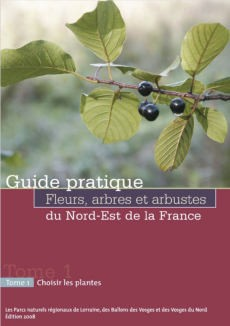 Guide pratique
Fleurs, arbres et arbustes
du Nord-Est de la France
Tome 1
Tome 1 Choisir les plantes
Les Parcs naturels régionaux de Lorraine, des Ballons des Vosges et des Vosges du Nord
Édition 2008